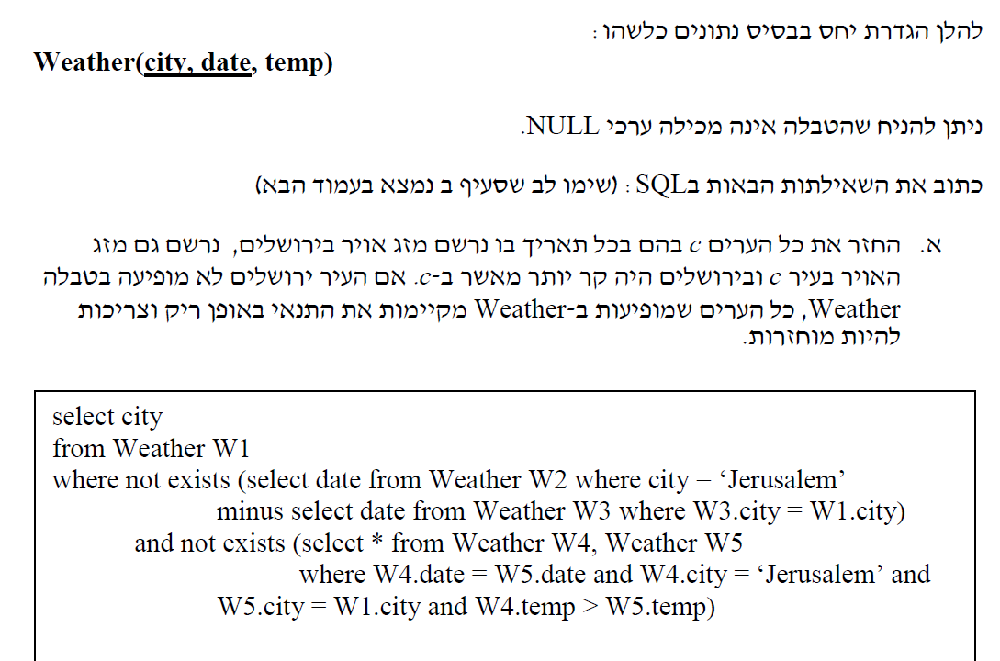 להלן הגדרת יחס בבסיס נתונים כלשהו :
Weather(city, date, temp)
ניתן להניח שהטבלה אינה מכילה ערכי NULL.
כתוב את השאילתות הבאות בSQL : (שימו לב שסעיף ב נמצא בעמוד הבא)
א. החזר את כל הערים c בהם בכל תאריך בו נרשם מזג אויר בירושלים, נרשם גם מזג
האויר בעיר c ובירושלים היה קר יותר מאשר ב-c. אם העיר ירושלים לא מופיעה בטבלה
Weather, כל הערים שמופיעות ב-Weather מקיימות את התנאי באופן ריק וצריכות
להיות מוחזרות.
select city
from Weather W1
where not exists (select date from Weather W2 where city = ‘Jerusalem’
minus select date from Weather W3 where W3.city = W1.city)
and not exists (select * from Weather W4, Weather W5
where W4.date = W5.date and W4.city = ‘Jerusalem’ and
W5.city = W1.city and W4.temp > W5.temp)